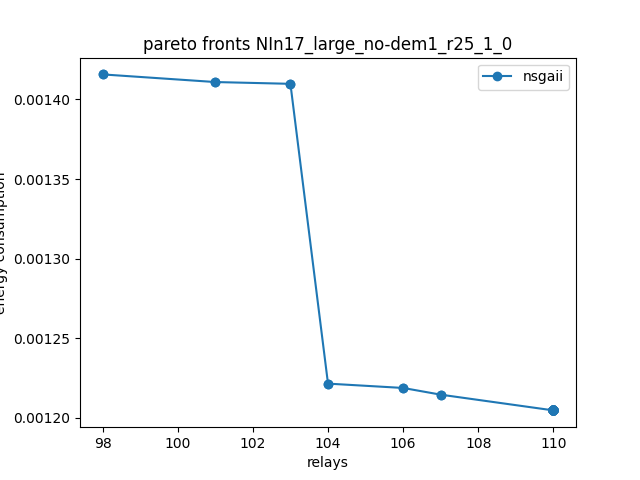 pareto fronts NIn17_large_no-dem1_r25_1_0
nsgaii
0.00140
0.00135
0.00130
0.00125
0.00120
energy consumption
98 100 102 104 106 108 110
relays